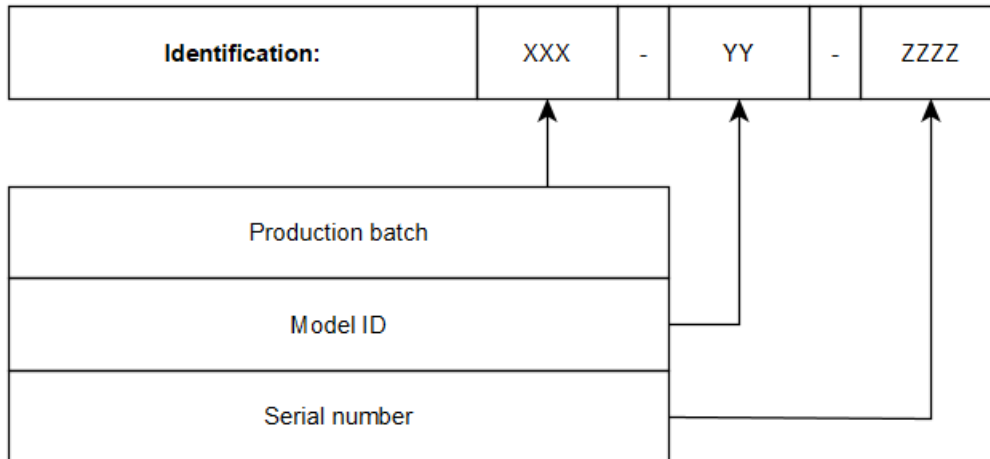 Identification: XXX - YY - ZZZZ
Production batch
Model ID
Serial number